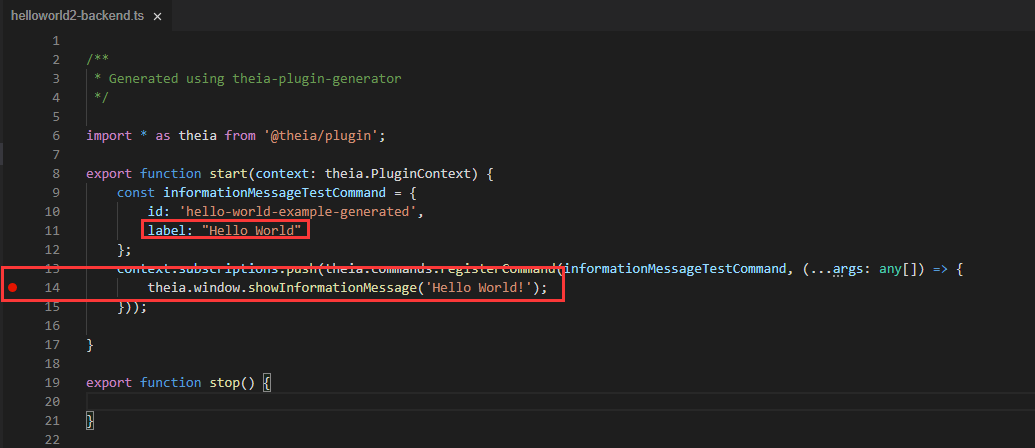 helloworld2-backend.ts ×
1
2 /**
3  * Generated using theia-plugin-generator
4  */
5
6 import * as theia from '@theia/plugin';
7
8 export function start(context: theia.PluginContext) {
9     const informationMessageTestCommand = {
10         id: 'hello-world-example-generated',
11         label: "Hello World"
12     };
13     context.subscriptions.push(theia.commands.registerCommand(informationMessageTestCommand, (...args: any[]) => {
14         theia.window.showInformationMessage('Hello World!');
15     }));
16
17 }
18
19 export function stop() {
20
21 }
22